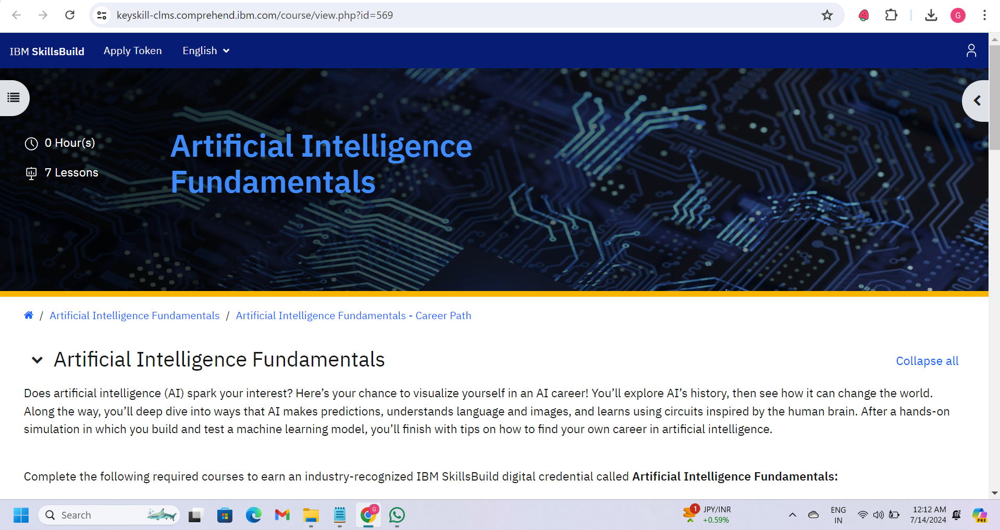 keyskill-clms.comprehend.ibm.com/course/view.php?id=569
G
IBM SkillsBuild
Apply Token
English
0 Hour(s)
7 Lessons
Artificial Intelligence
Fundamentals
/ Artificial Intelligence Fundamentals / Artificial Intelligence Fundamentals - Career Path
Artificial Intelligence Fundamentals
Collapse all
Does artificial intelligence (AI) spark your interest? Here’s your chance to visualize yourself in an AI career! You’ll explore AI’s history, then see how it can change the world.
Along the way, you’ll deep dive into ways that AI makes predictions, understands language and images, and learns using circuits inspired by the human brain. After a hands-on
simulation in which you build and test a machine learning model, you’ll finish with tips on how to find your own career in artificial intelligence.
Complete the following required courses to earn an industry-recognized IBM SkillsBuild digital credential called Artificial Intelligence Fundamentals:
Search
G
1
JPY/INR
+0.59%
ENG
IN
12:12 AM
7/14/2024
PRE